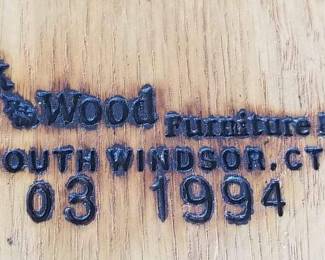 Wood Furniture
OUTH WINDSOR, CT
03 1994